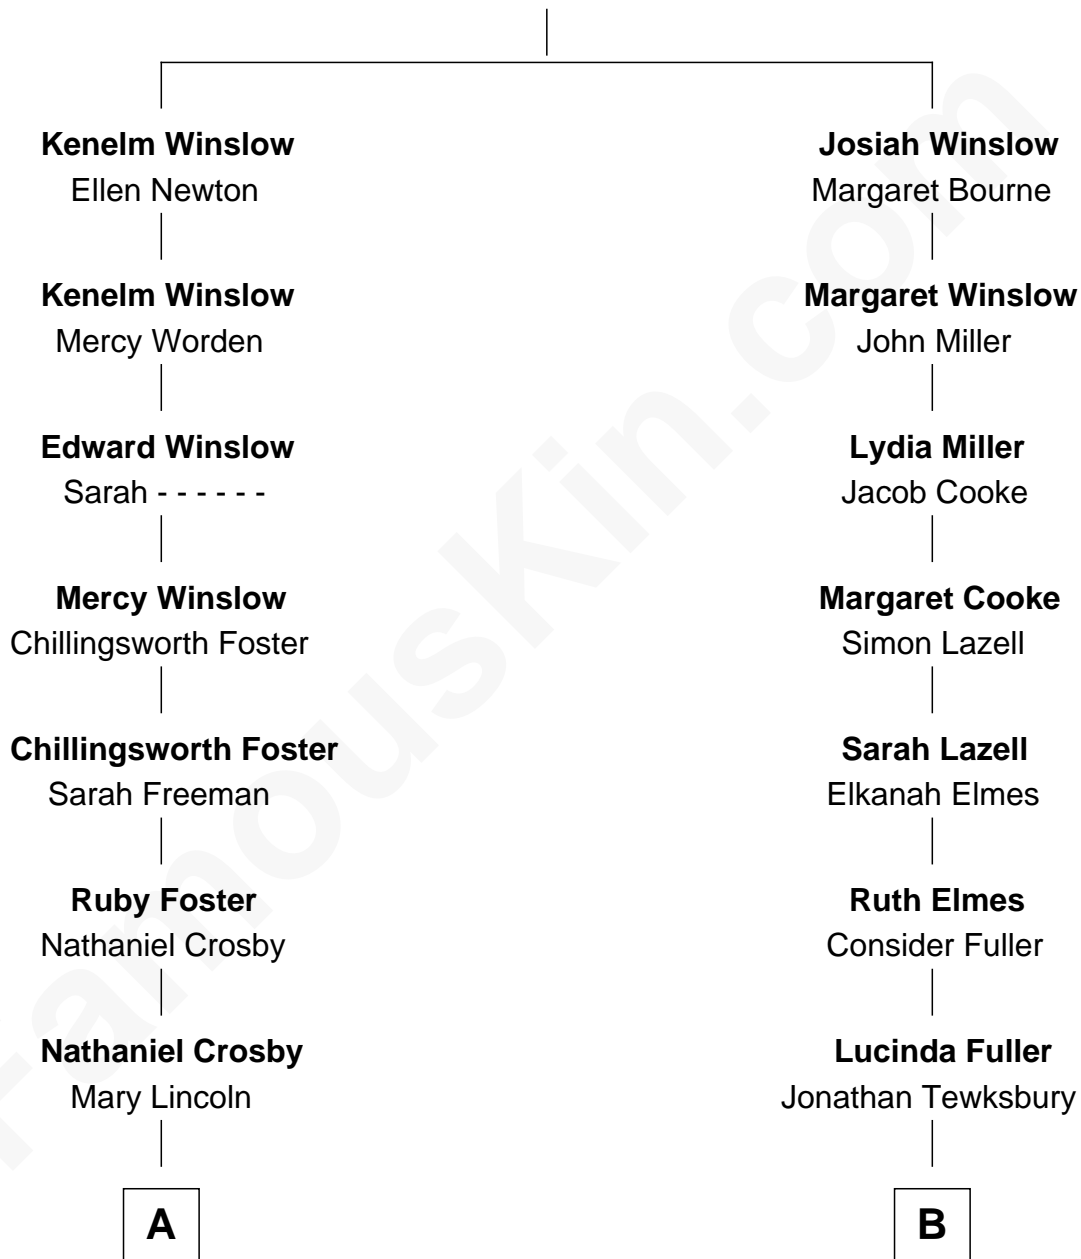 Kenelm Winslow
Ellen Newton
Kenelm Winslow
Mercy Worden
Edward Winslow
Sarah - - - - - -
Mercy Winslow
Chillingsworth Foster
Chillingsworth Foster
Sarah Freeman
Ruby Foster
Nathaniel Crosby
Nathaniel Crosby
Mary Lincoln
A
Josiah Winslow
Margaret Bourne
Margaret Winslow
John Miller
Lydia Miller
Jacob Cooke
Margaret Cooke
Simon Lazell
Sarah Lazell
Elkanah Elmes
Ruth Elmes
Consider Fuller
Lucinda Fuller
Jonathan Tewksbury
B
FamousKin.com